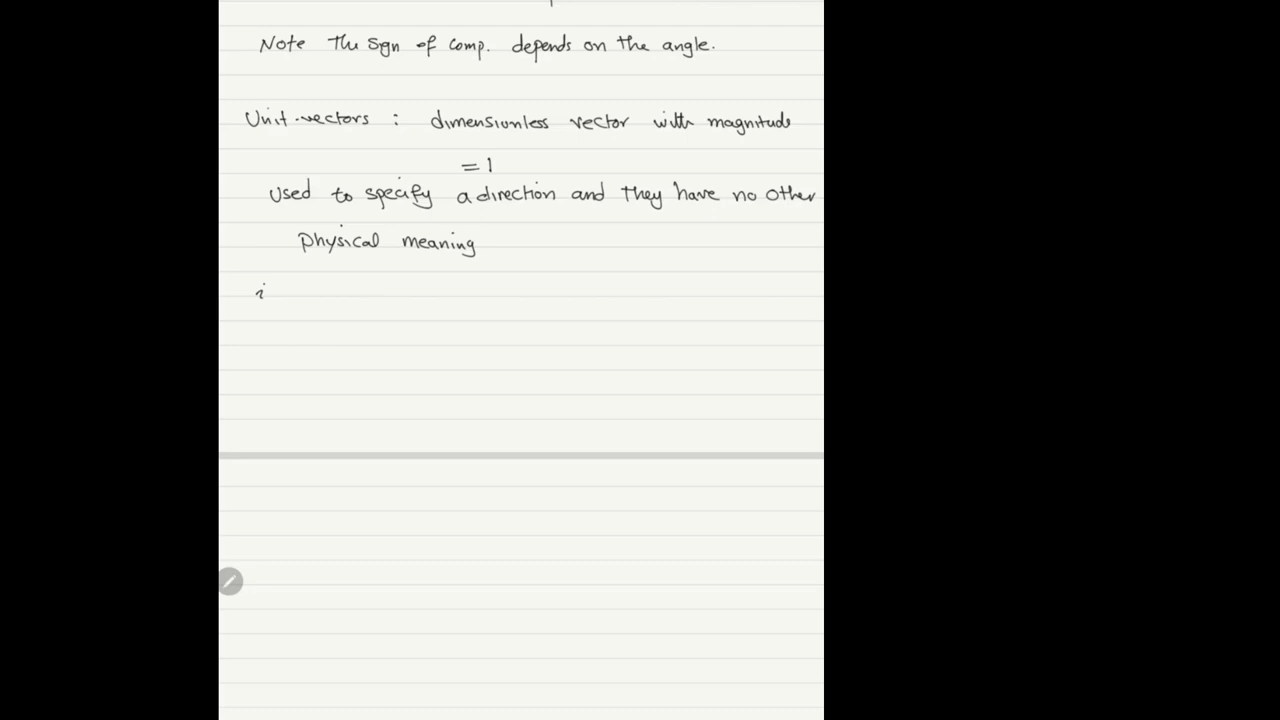 Note The sgn of comp. depends on the angle.
Unit-vectors : dimensionless vector with magnitude
= 1
Used to specify a direction and they have no other
physical meaning
i